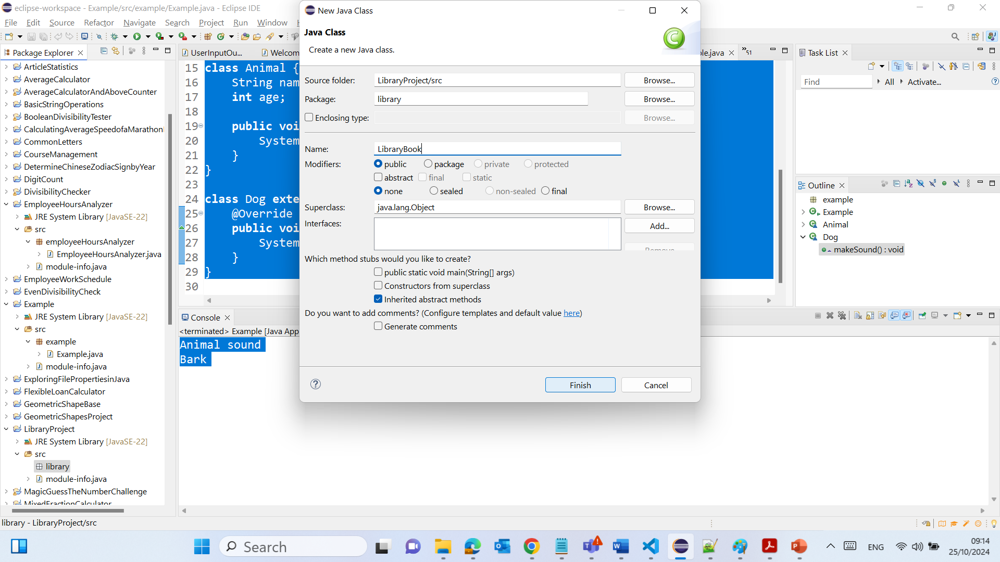 eclipse-workspace - Example/src/example/Example.java - Eclipse IDE
File Edit Source Refactor Navigate Search Project Run Window
Package Explorer
ArticleStatistics
AverageCalculator
AverageCalculatorAndAboveCounter
BasicStringOperations
BooleanDivisibilityTester
CalculatingAverageSpeedofaMarathon
CommonLetters
CourseManagement
DetermineChineseZodiacSignbyYear
DigitCount
DivisibilityChecker
EmployeeHoursAnalyzer
JRE System Library [JavaSE-22]
src
employeeHoursAnalyzer
EmployeeHoursAnalyzer.java
module-info.java
EmployeeWorkSchedule
EvenDivisibilityCheck
Example
JRE System Library [JavaSE-22]
src
example
Example.java
module-info.java
ExploringFilePropertiesinJava
FlexibleLoanCalculator
GeometricShapeBase
GeometricShapesProject
LibraryProject
JRE System Library [JavaSE-22]
src
library
module-info.java
MagicGuessTheNumberChallenge
MixedFractionCalculator
UserInputOu...
Welcom
le.java
»51
15 class Animal {
16 String nam
17 int age;
18
19 public voi
20 System
21 }
22 }
23
24 class Dog exte
25 @Override
26 public voi
27 System
28 }
29 }
30
Console
<terminated> Example [Java App
Animal sound
Bark
New Java Class
Java Class
Create a new Java class.
Source folder: LibraryProject/src Browse...
Package: library Browse...
Enclosing type: Browse...
Name: LibraryBook
Modifiers: public package private protected
abstract final static
none sealed non-sealed final
Superclass: java.lang.Object Browse...
Interfaces: Add...
Remove
Which method stubs would you like to create?
public static void main(String[] args)
Constructors from superclass
Inherited abstract methods
Do you want to add comments? (Configure templates and default value here)
Generate comments
Finish Cancel
Task List
Find All Activate...
Outline
example
Example
Animal
Dog
makeSound() : void
library - LibraryProject/src
Search
ENG
09:14
25/10/2024